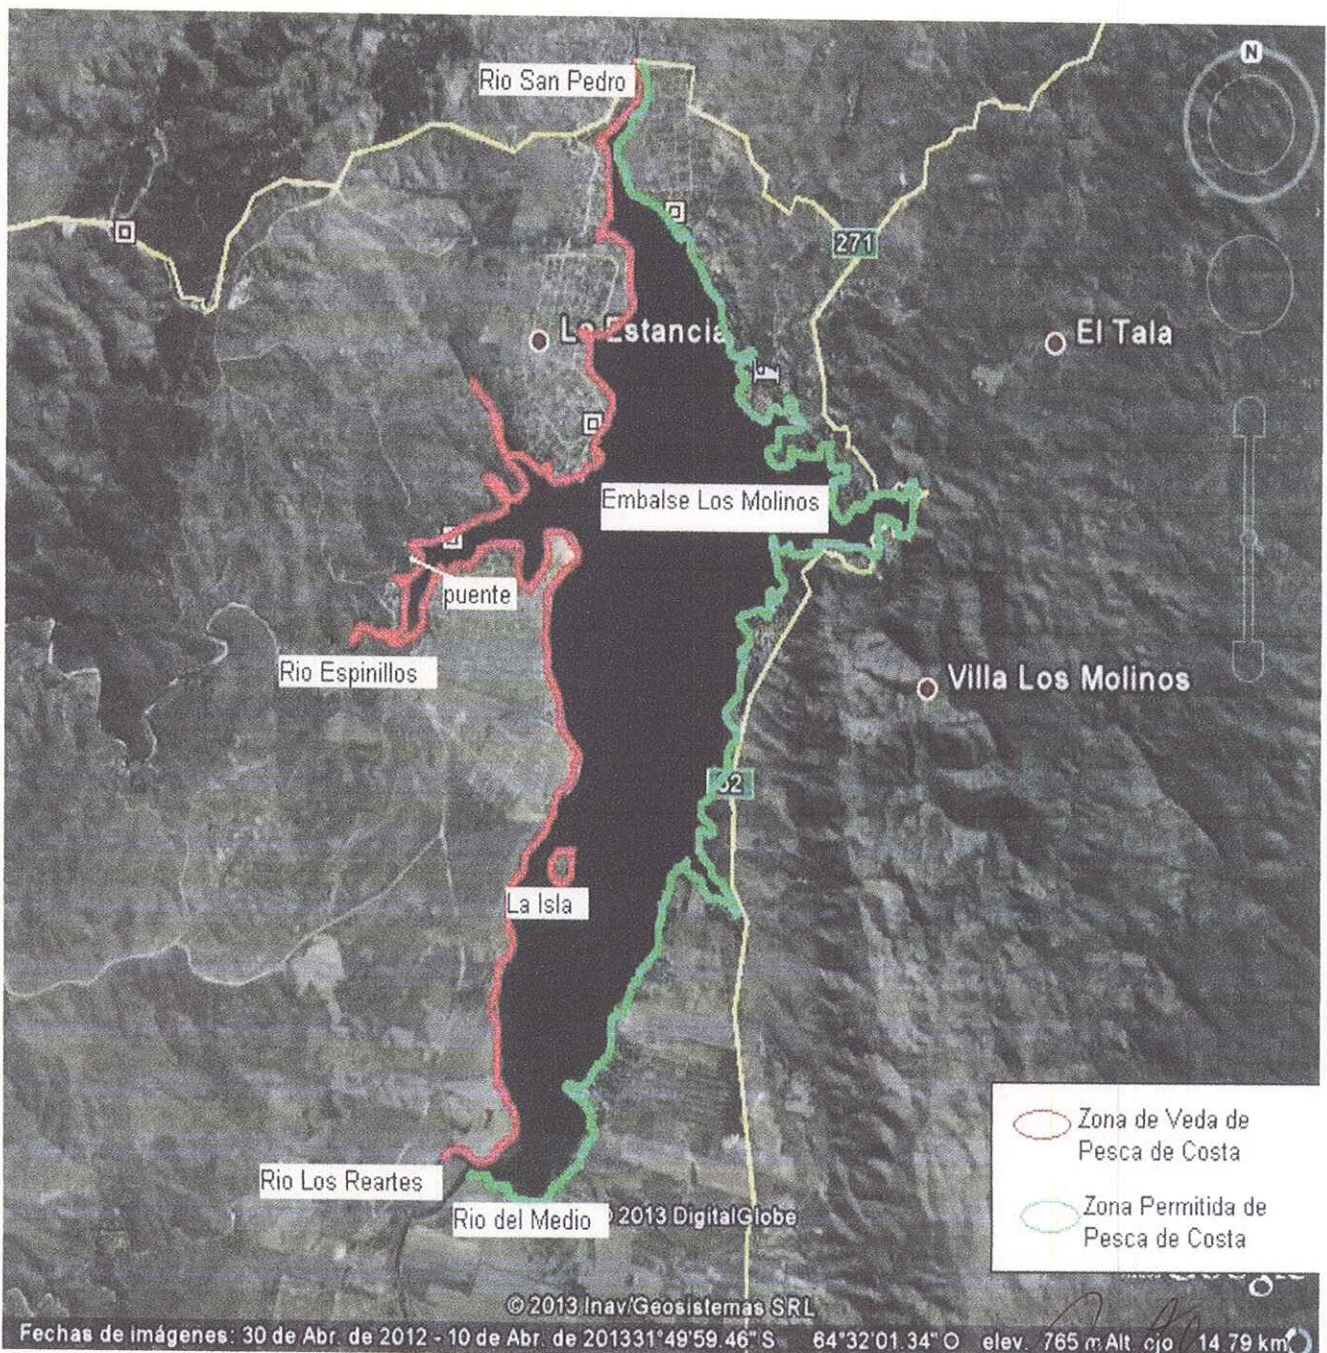 N
Rio San Pedro
271
La Estancia
El Tala
Embalse Los Molinos
puente
Rio Espinillos
Villa Los Molinos
La Isla
Zona de Veda de
Pesca de Costa
Rio Los Reartes
Zona Permitida de
Pesca de Costa
Rio del Medio
2013 DigitalGlobe
Google
© 2013 Inav/Geosistemas SRL
Fechas de imágenes: 30 de Abr. de 2012 - 10 de Abr. de 2013 31°49'59.46" S 64°32'01.34" O elev. 765 m Alt. ojo 14.79 km